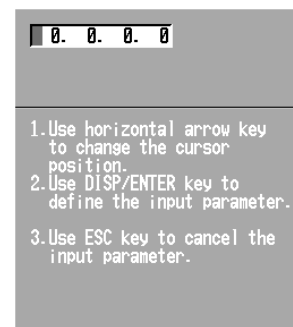 0. 0. 0. 0
1.Use horizontal arrow key
to change the cursor
position.
2.Use DISP/ENTER key to
define the input parameter.
3.Use ESC key to cancel the
input parameter.